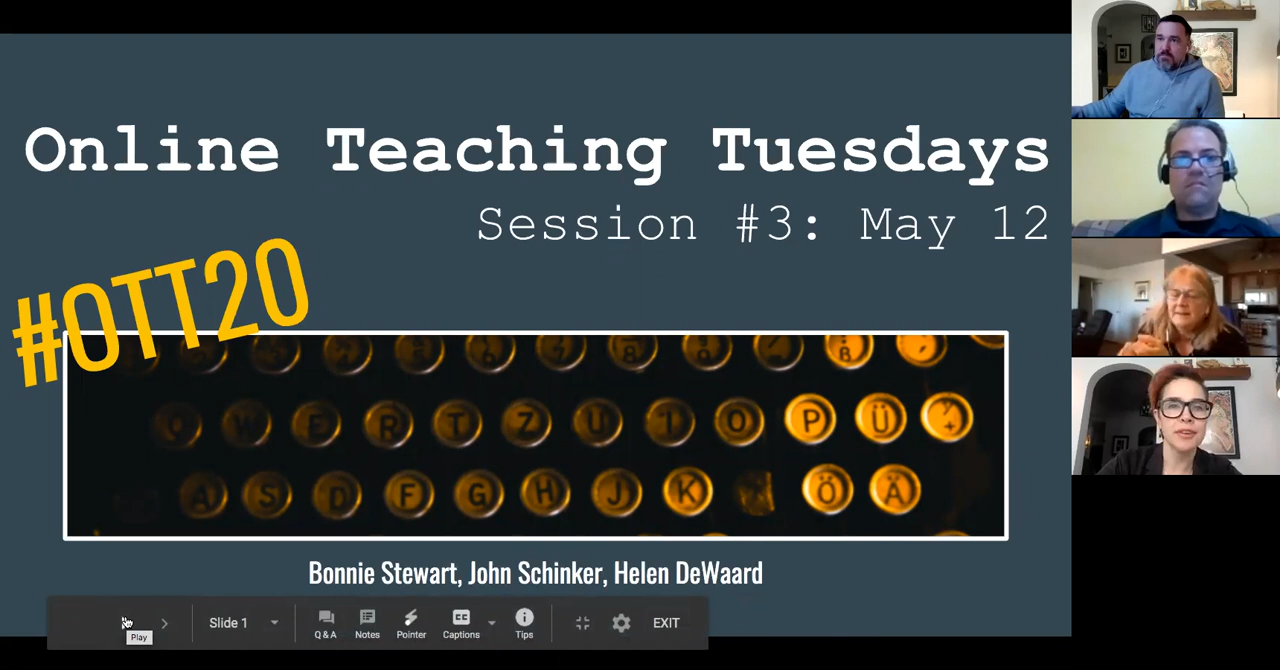 Online Teaching Tuesdays
Session #3: May 12
#OTT20
W E R T Z U I O P Ü
A S D F G H J K Ö Ä
Bonnie Stewart, John Schinker, Helen DeWaard
Slide 1
Q & A
Notes
Pointer
CC
Captions
Tips
EXIT
Play